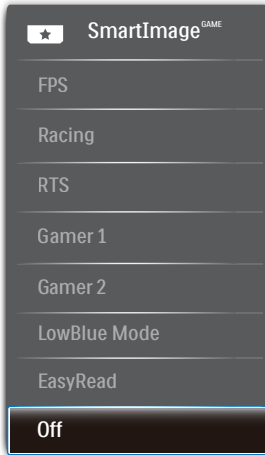 SmartImage GAME
FPS
Racing
RTS
Gamer 1
Gamer 2
LowBlue Mode
EasyRead
Off